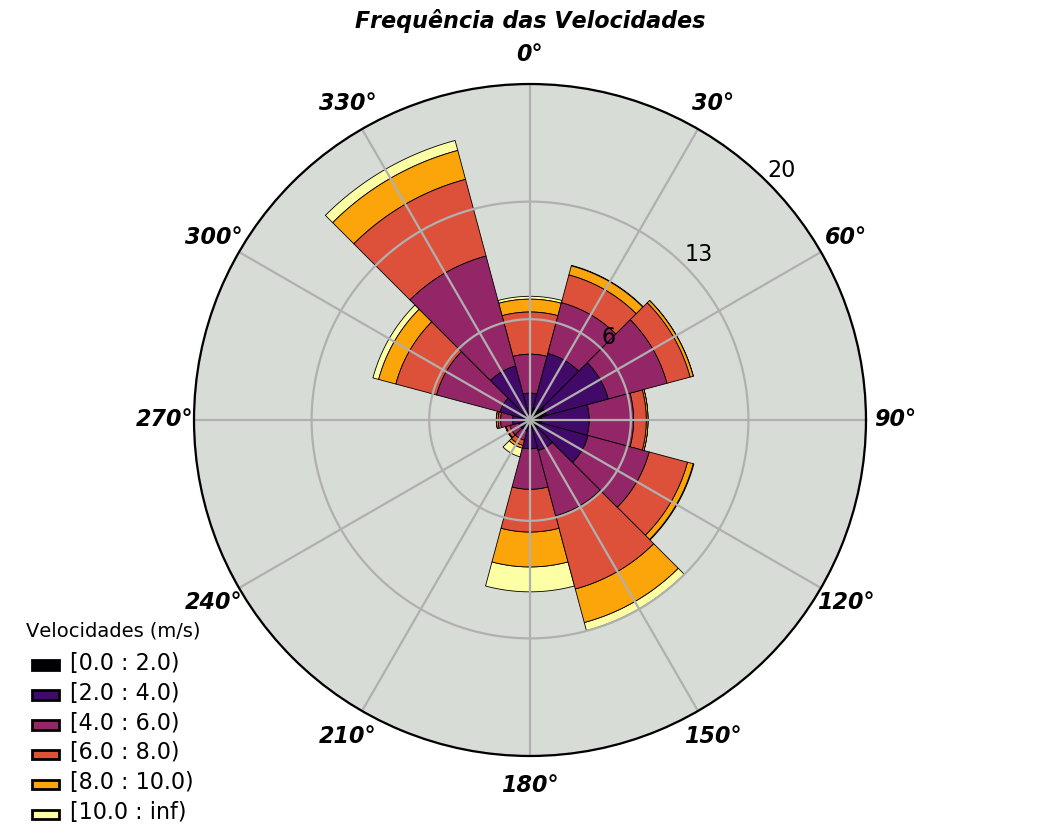 Frequência das Velocidades
0°
330°
30°
20
300°
60°
13
6
270°
90°
240°
120°
210°
150°
180°
Velocidades (m/s)
[0.0 : 2.0)
[2.0 : 4.0)
[4.0 : 6.0)
[6.0 : 8.0)
[8.0 : 10.0)
[10.0 : inf)